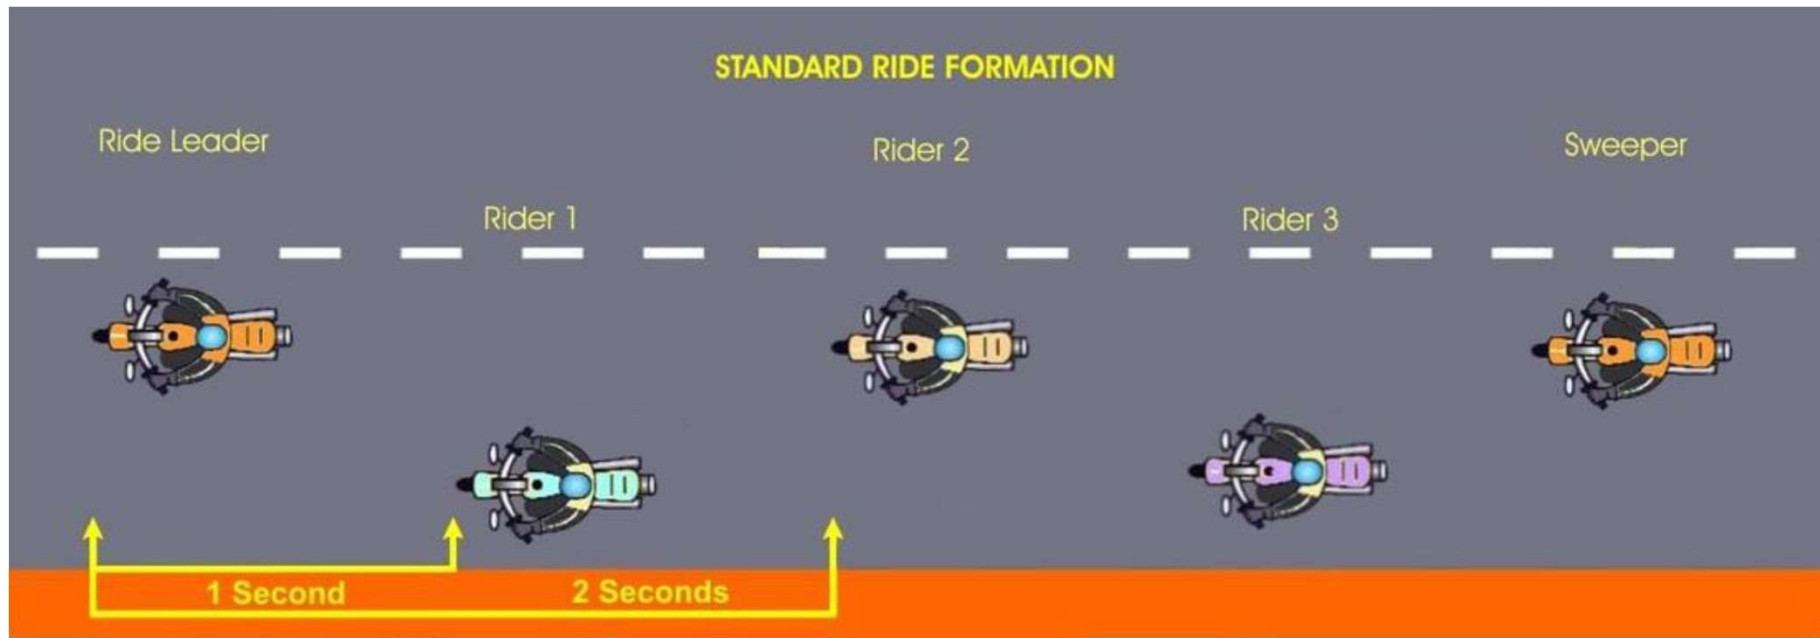 STANDARD RIDE FORMATION
Ride Leader
Rider 2
Sweeper
Rider 1
Rider 3
1 Second
2 Seconds